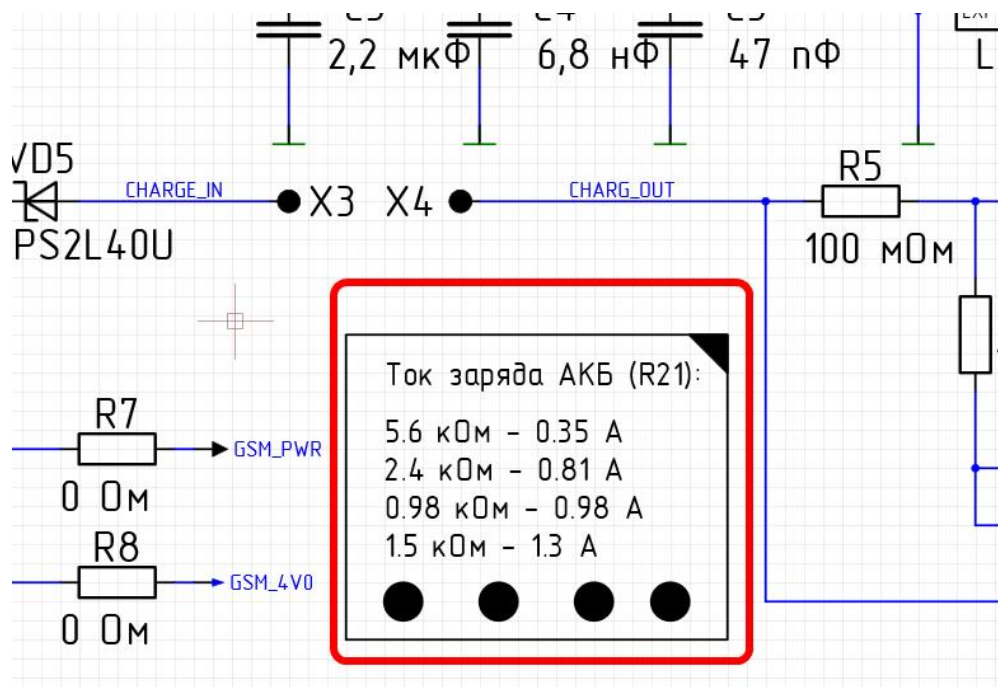 2,2 мкФ
6,8 нФ
47 пФ
L
VD5
CHARGE_IN
X3
X4
CHARG_OUT
R5
PS2L40U
100 мОм
Ток заряда АКБ (R21):
5.6 кОм - 0.35 А
2.4 кОм - 0.81 А
0.98 кОм - 0.98 А
1.5 кОм - 1.3 А
R7
GSM_PWR
0 Ом
R8
GSM_4V0
0 Ом